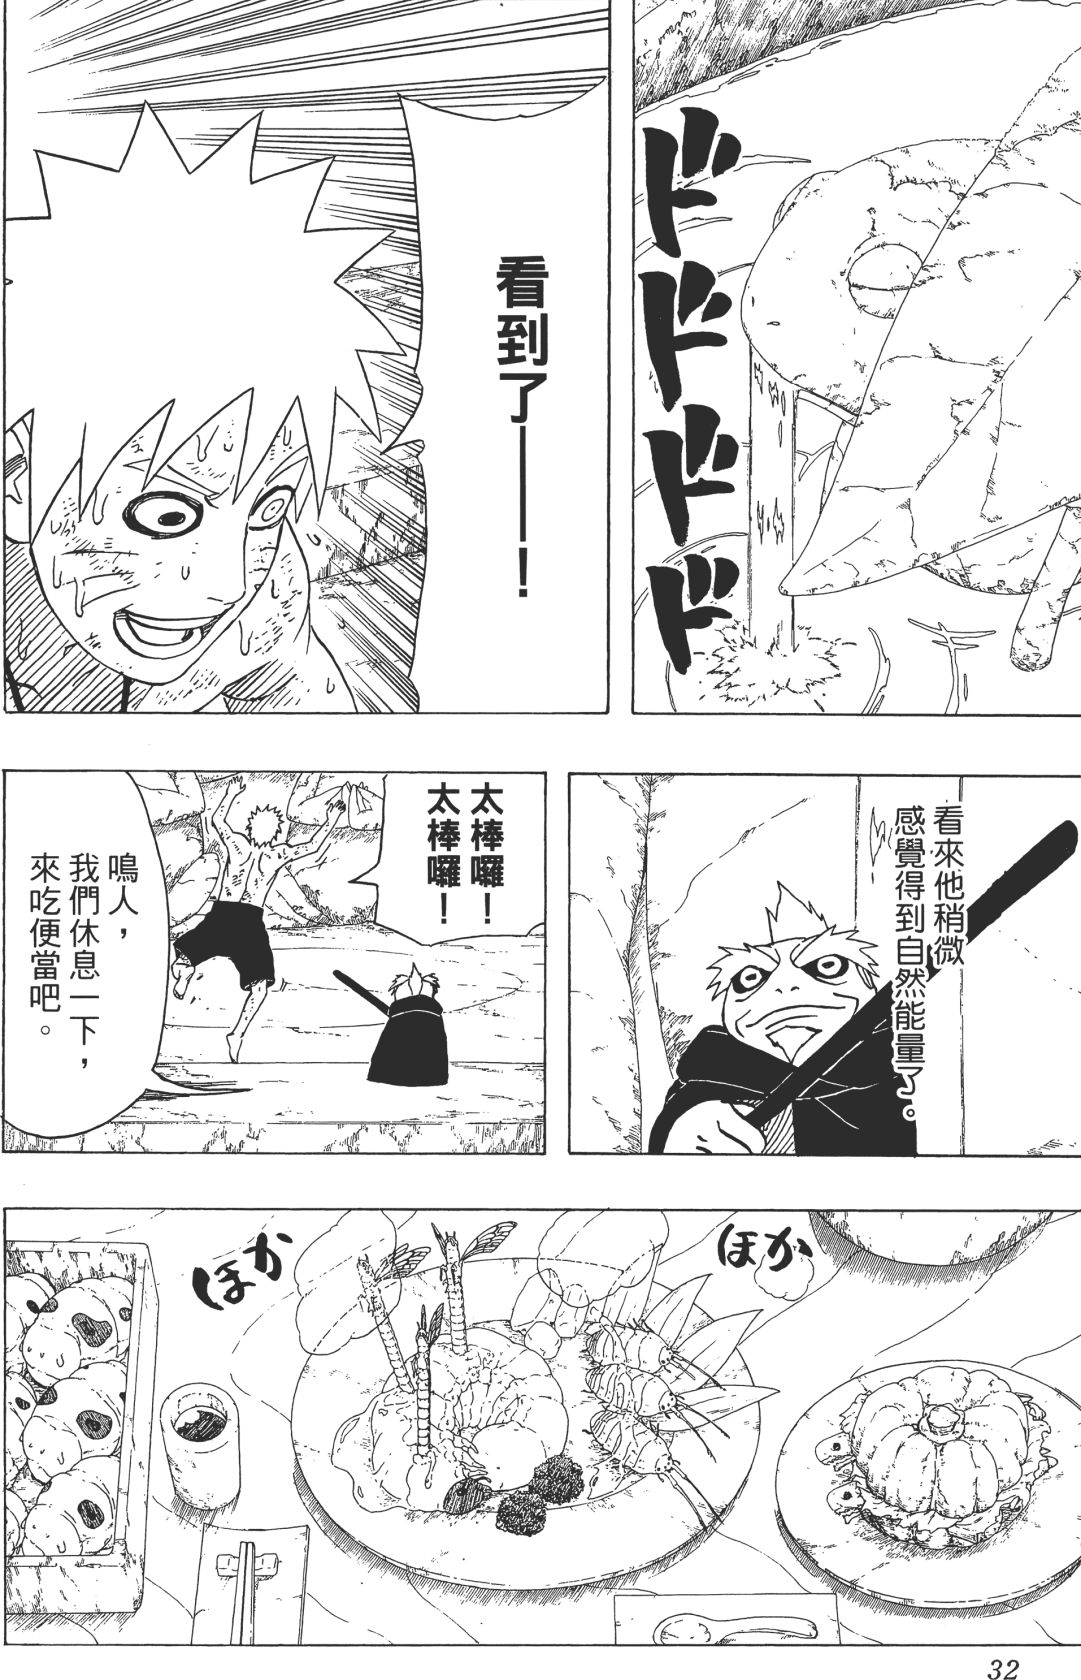 ドドドド
看到了——！
看來他稍微
感覺得到自然能量了。
太棒囉！
太棒囉！
鳴人，
我們休息一下，
來吃便當吧。
ほか
ほか
32